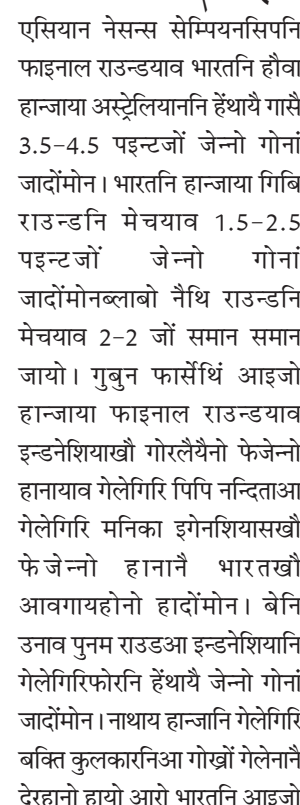 एसियान नेसन्स सेम्पियनसिपनि
फाइनाल राउन्डयाव भारतनि हौवा
हान्जाया अस्ट्रेलियाननि हेंथायै गासै
3.5-4.5 पइन्टजों जेन्नो गोनां
जादोंमोन। भारतनि हान्जाया गिबि
राउन्डनि मेचयाव 1.5-2.5
पइन्टजों जेन्नो गोनां
जादोंमोनब्लाबो नैथि राउन्डनि
मेचयाव 2-2 जों समान समान
जायो। गुबुन फार्सेथिं आइजो
हान्जाया फाइनाल राउन्डयाव
इन्डनेशियाखौ गोरलैयैनो फेजेन्नो
हानायाव गेलेगिरि पिपि नन्दिताआ
गेलेगिरि मनिका इगेनशियासखौ
फेजेन्नो हानानै भारतखौ
आवगायहोनो हादोंमोन। बेनि
उनाव पुनम राउडआ इन्डनेशियानि
गेलेगिरिफोरनि हेंथायै जेन्नो गोनां
जादोंमोन। नाथाय हान्जानि गेलेगिरि
बक्ति कुलकारनिआ गोख्रों गेलेनानै
देरहानो हायो आरो भारतनि आइजो